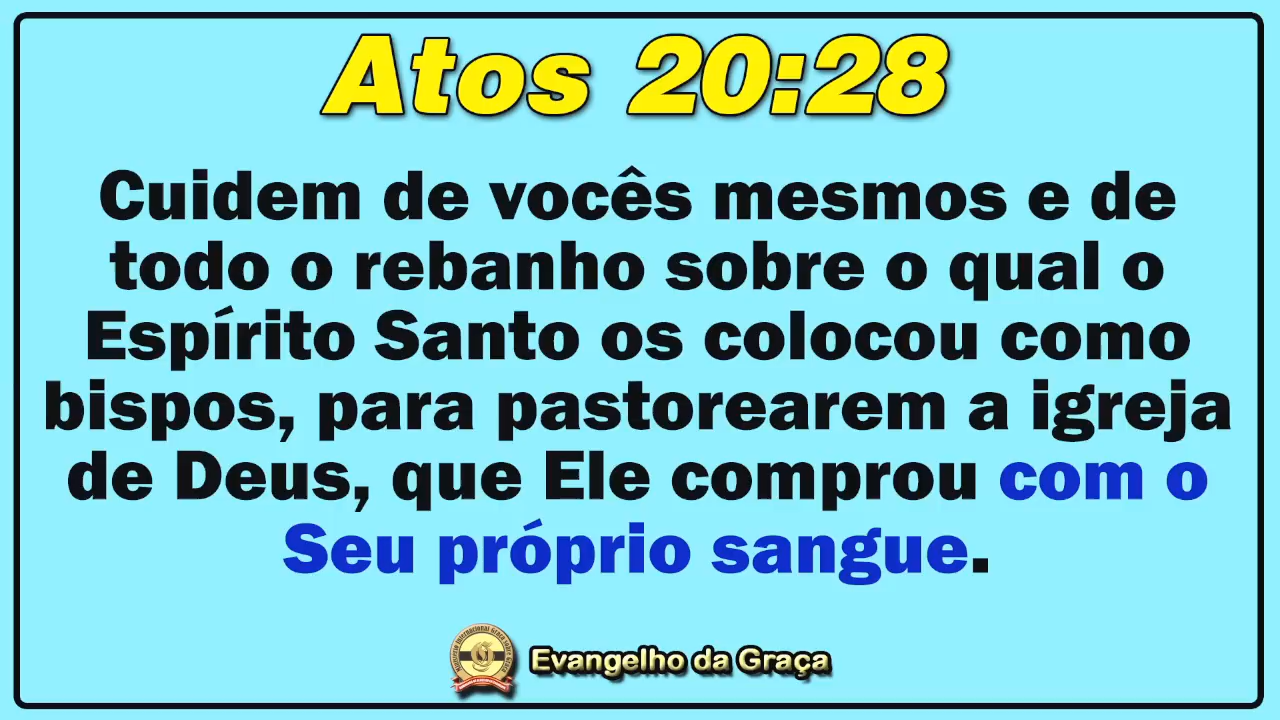 Atos 20:28
Cuidem de vocês mesmos e de
todo o rebanho sobre o qual o
Espírito Santo os colocou como
bispos, para pastorearem a igreja
de Deus, que Ele comprou com o
Seu próprio sangue.
Evangelho da Graça